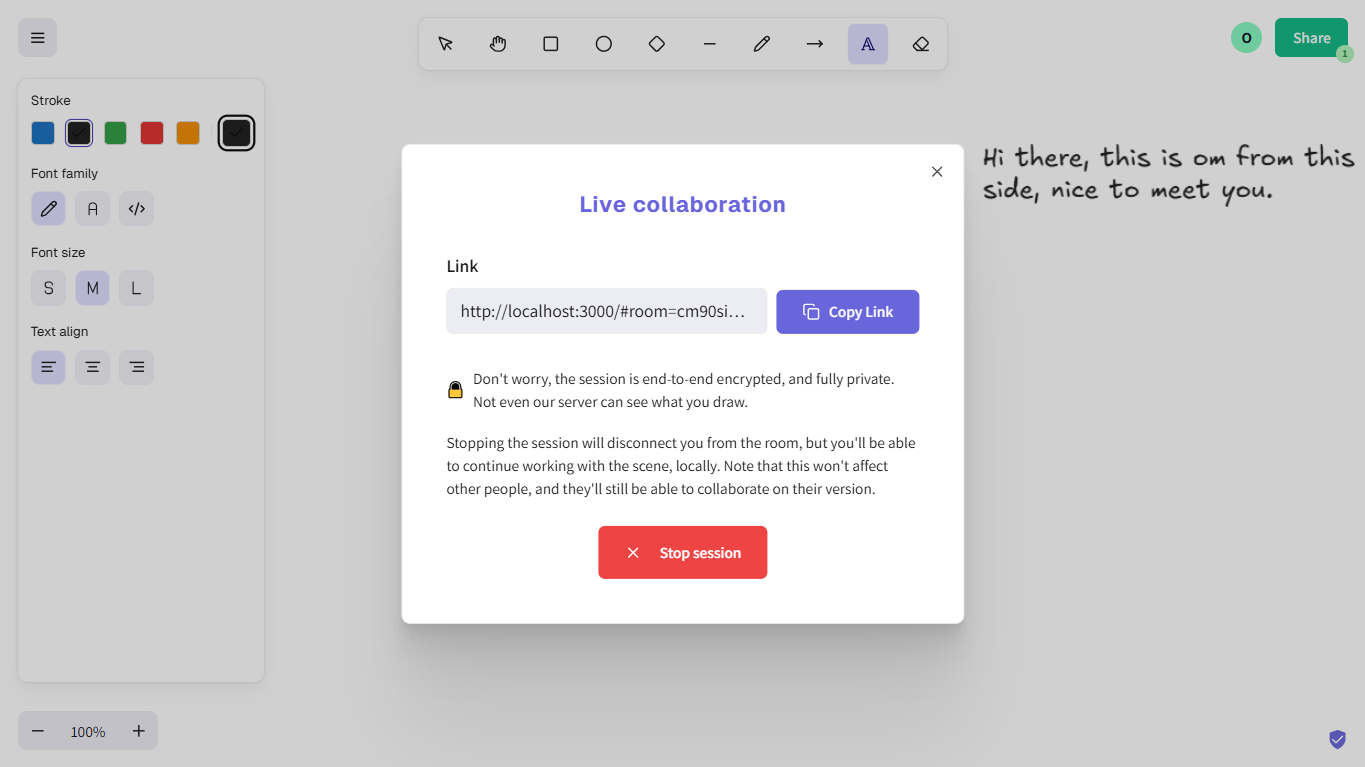 O
Share
1
Stroke
Font family
A
</>
Font size
S
M
L
Text align
100%
Hi there, this is om from this
side, nice to meet you.
Live collaboration
Link
http://localhost:3000/#room=cm90si...
Copy Link
Don't worry, the session is end-to-end encrypted, and fully private.
Not even our server can see what you draw.
Stopping the session will disconnect you from the room, but you'll be able
to continue working with the scene, locally. Note that this won't affect
other people, and they'll still be able to collaborate on their version.
Stop session